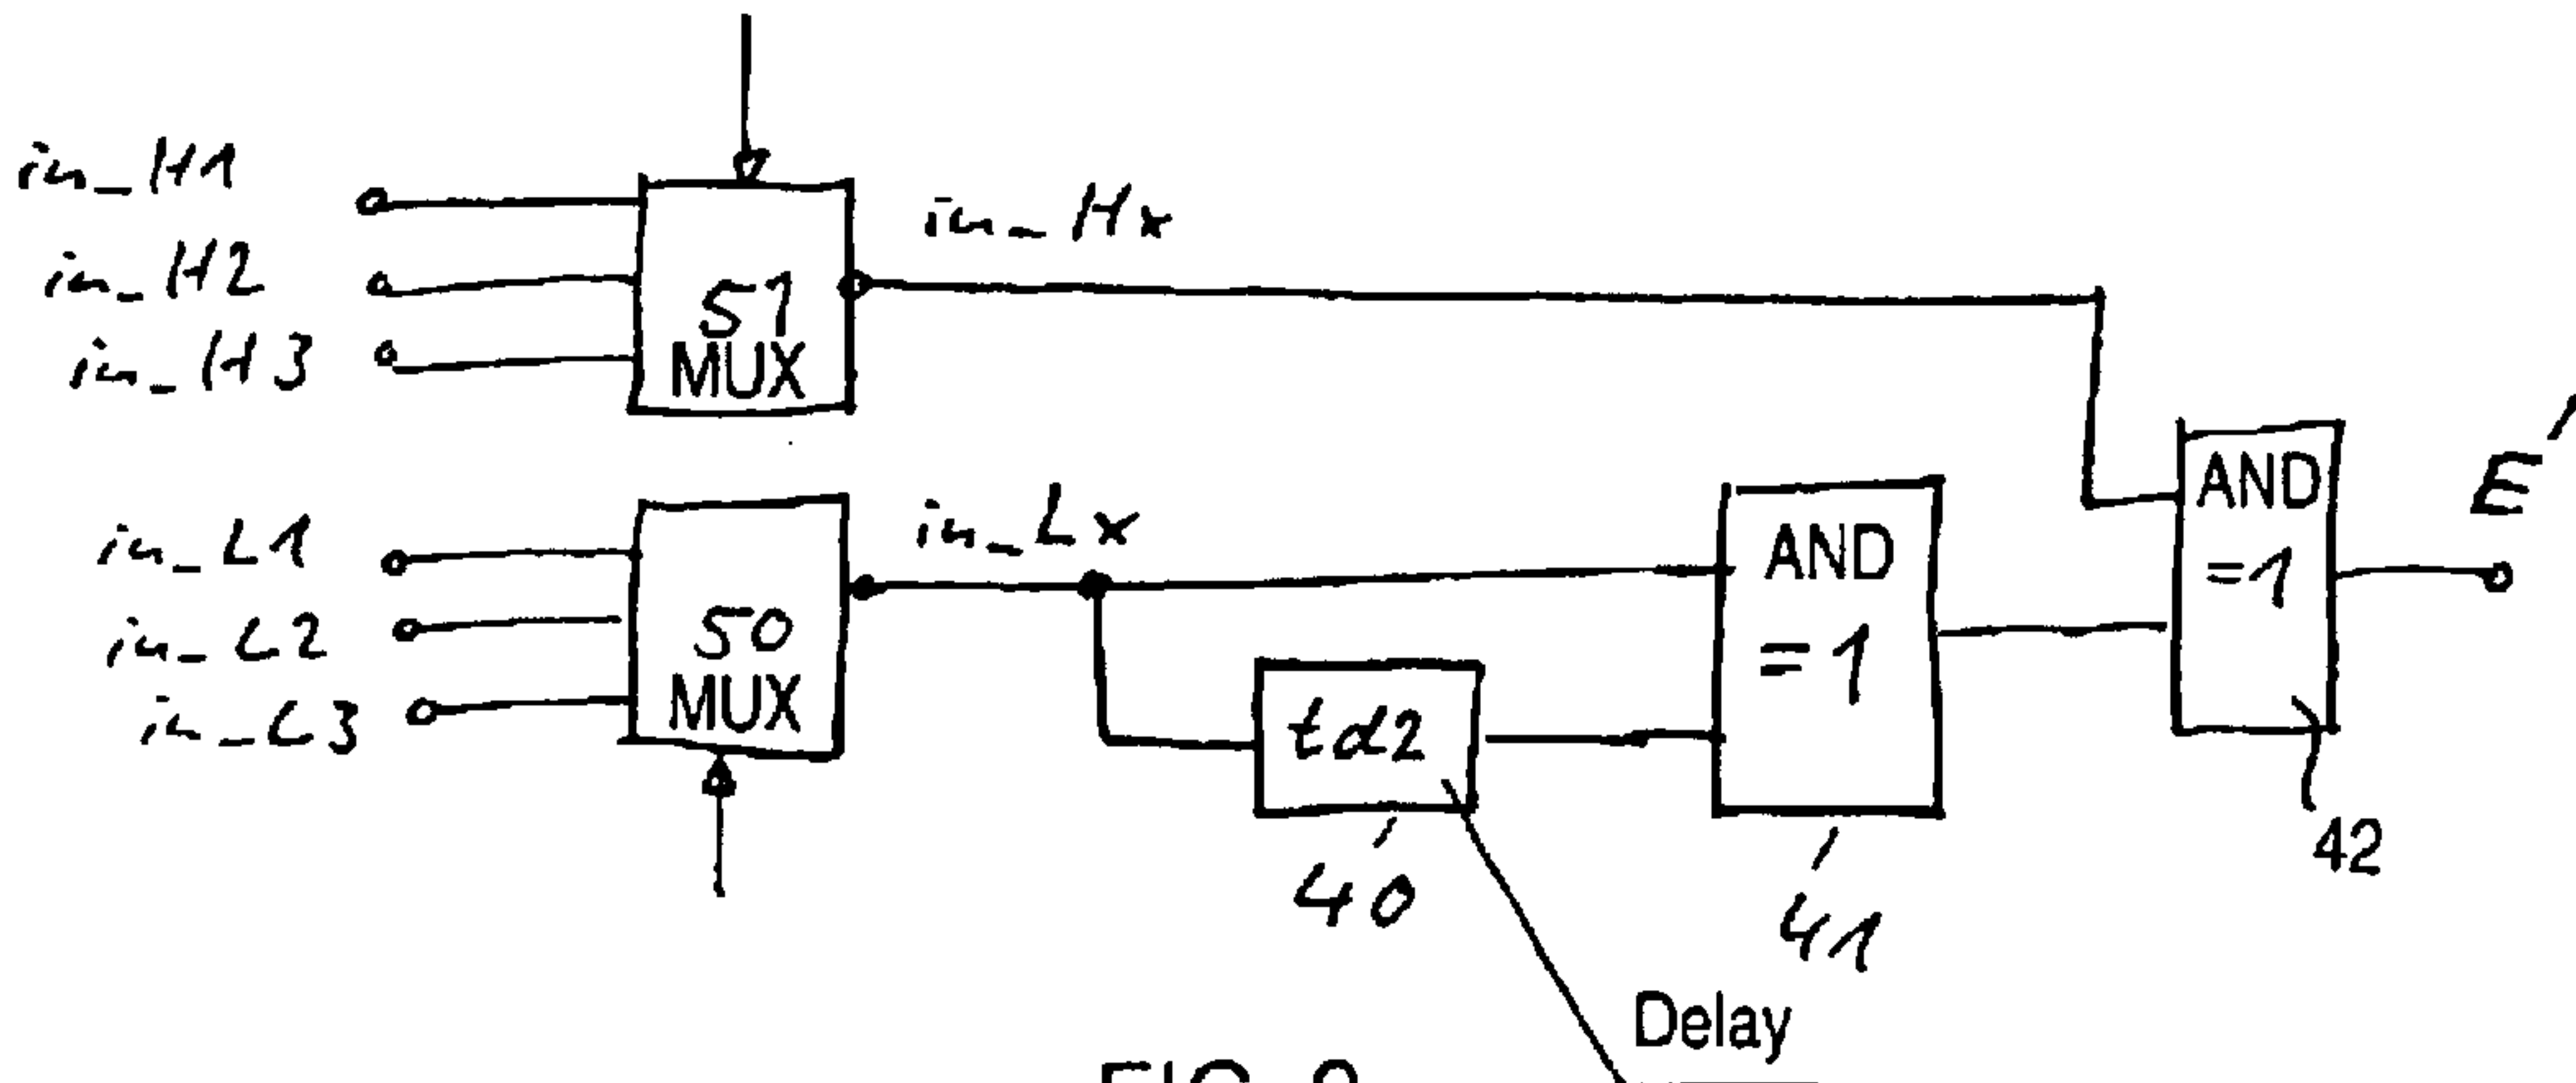 in_H1
in_H2
in_H3
51
MUX
in_Hx
in_L1
in_L2
in_L3
50
MUX
in_Lx
td2
40
AND
=1
41
AND
=1
42
E'
Delay